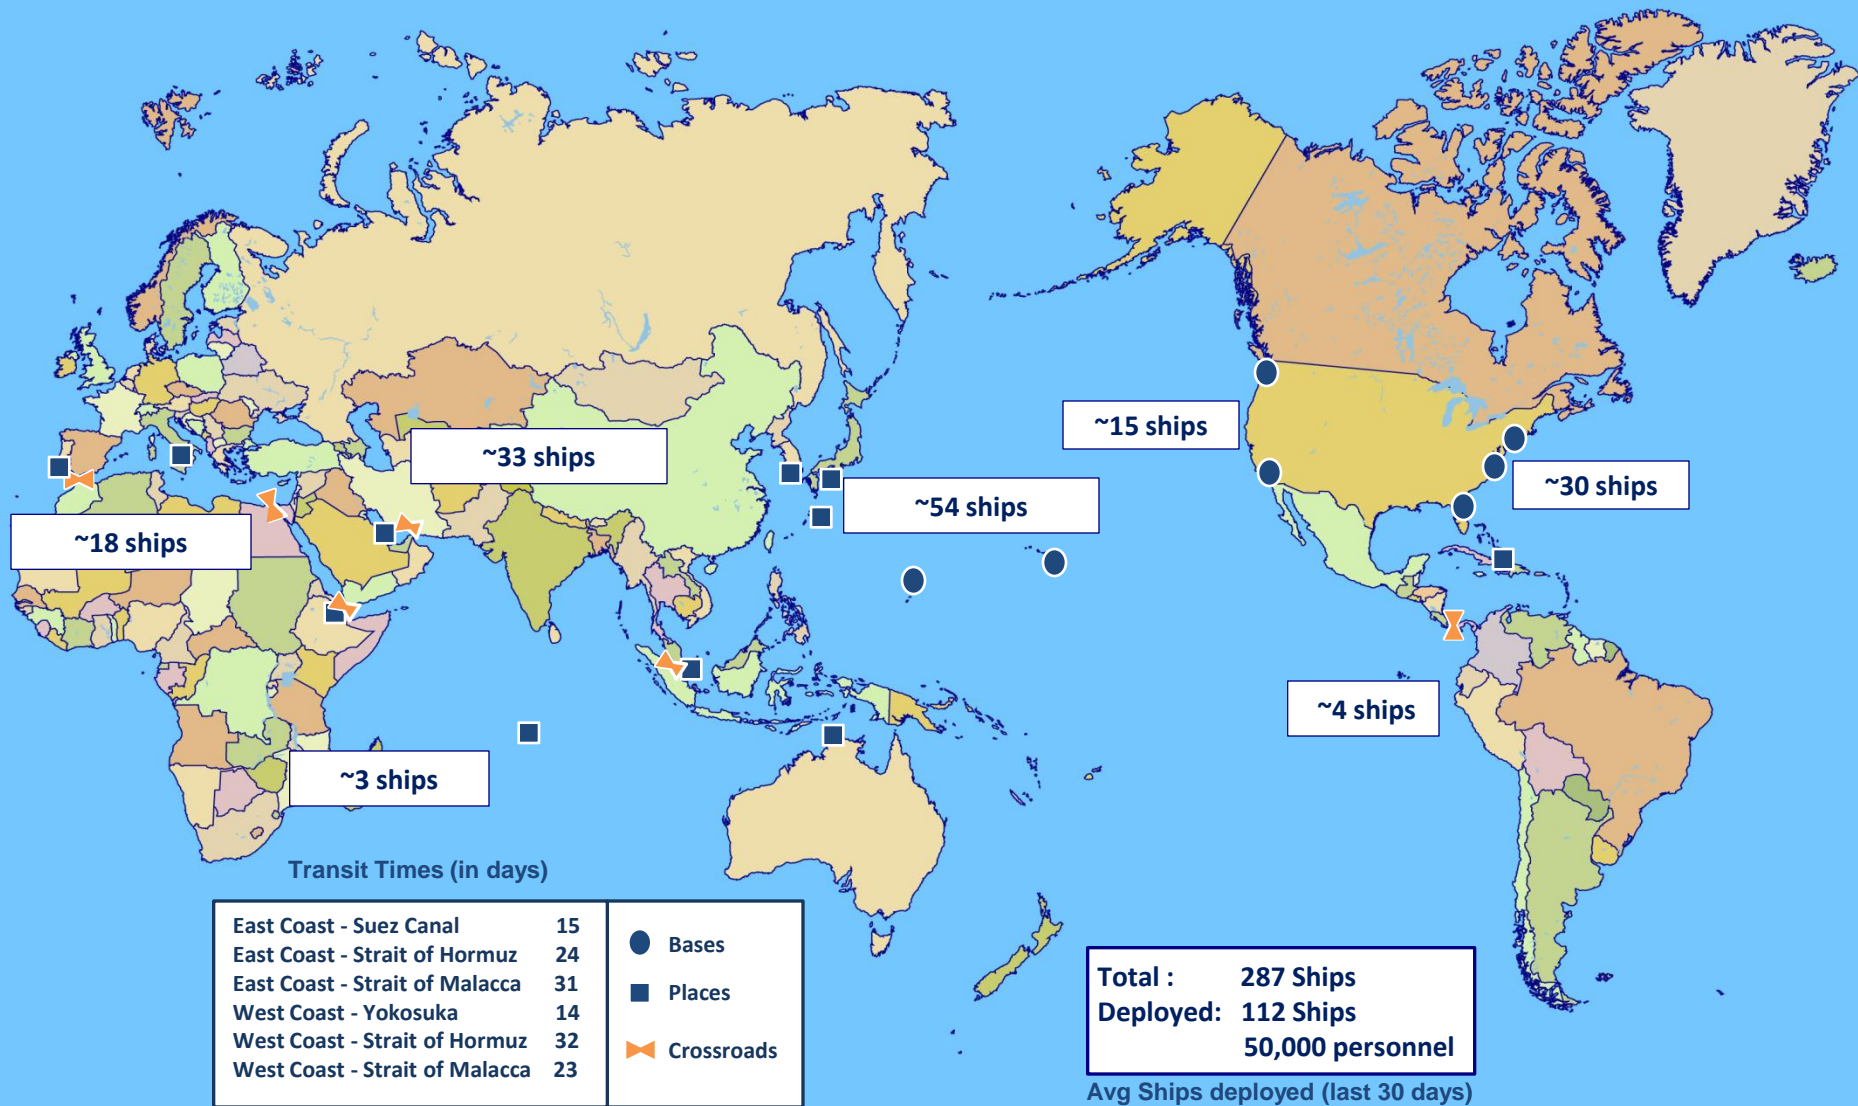 ~15 ships
~33 ships
~30 ships
~54 ships
~18 ships
~4 ships
~3 ships
Transit Times (in days)
East Coast - Suez Canal 15
East Coast - Strait of Hormuz 24
East Coast - Strait of Malacca 31
West Coast - Yokosuka 14
West Coast - Strait of Hormuz 32
West Coast - Strait of Malacca 23
Bases
Places
Crossroads
Total : 287 Ships
Deployed: 112 Ships
50,000 personnel
Avg Ships deployed (last 30 days)